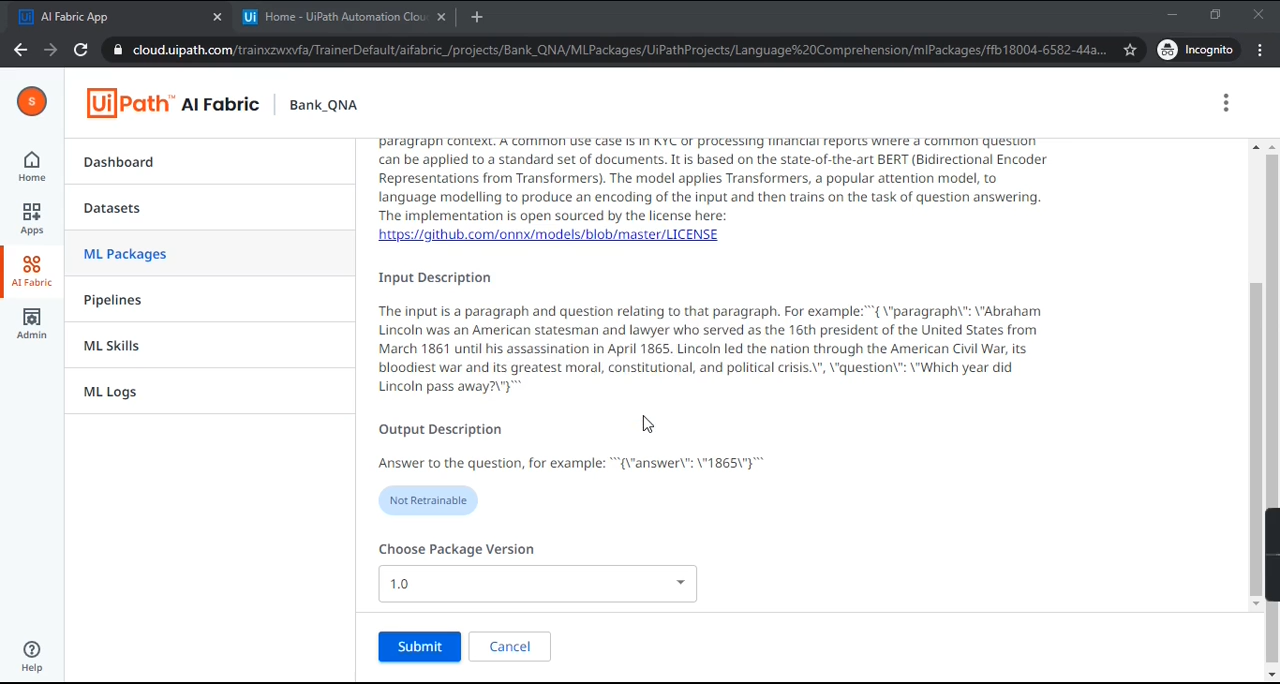 AI Fabric App
Home - UiPath Automation Clou
cloud.uipath.com/trainxzwxvfa/TrainerDefault/aifabric_/projects/Bank_QNA/MLPackages/UiPathProjects/Language%20Comprehension/mlPackages/ffb18004-6582-44a...
Incognito
S
UiPath™ AI Fabric
Bank_QNA
Home
Apps
AI Fabric
Admin
Help
Dashboard
Datasets
ML Packages
Pipelines
ML Skills
ML Logs
paragraph context. A common use case is in KYC or processing financial reports where a common question
can be applied to a standard set of documents. It is based on the state-of-the-art BERT (Bidirectional Encoder
Representations from Transformers). The model applies Transformers, a popular attention model, to
language modelling to produce an encoding of the input and then trains on the task of question answering.
The implementation is open sourced by the license here:
https://github.com/onnx/models/blob/master/LICENSE
Input Description
The input is a paragraph and question relating to that paragraph. For example:```{ \"paragraph\": \"Abraham
Lincoln was an American statesman and lawyer who served as the 16th president of the United States from
March 1861 until his assassination in April 1865. Lincoln led the nation through the American Civil War, its
bloodiest war and its greatest moral, constitutional, and political crisis.\", \"question\": \"Which year did
Lincoln pass away?\"}```
Output Description
Answer to the question, for example: ```{\"answer\": \"1865\"}```
Not Retrainable
Choose Package Version
1.0
Submit
Cancel